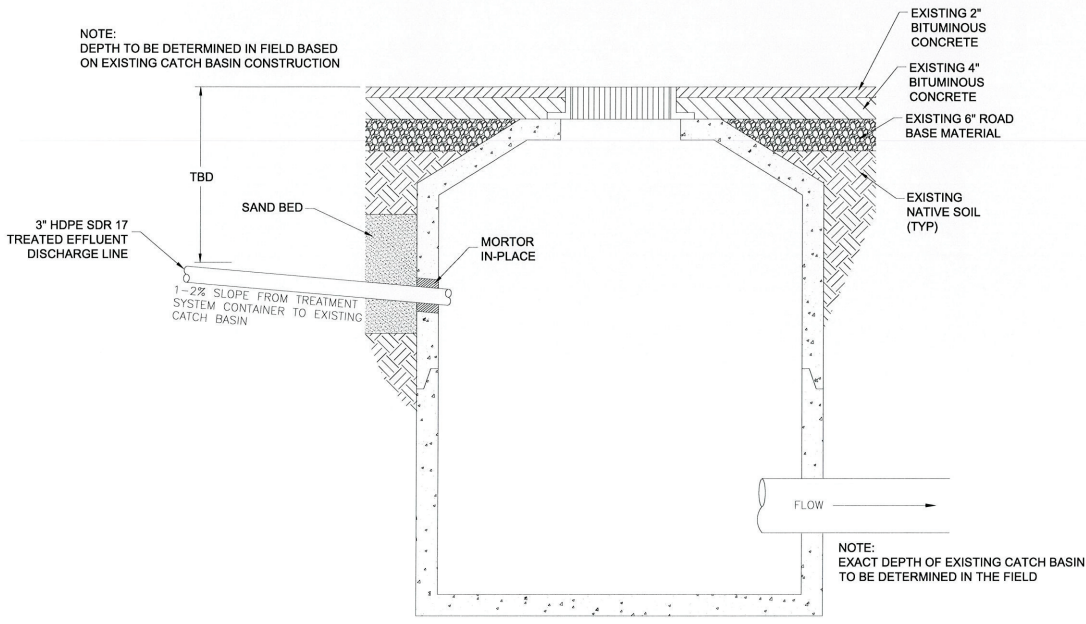 NOTE:
DEPTH TO BE DETERMINED IN FIELD BASED
ON EXISTING CATCH BASIN CONSTRUCTION
EXISTING 2"
BITUMINOUS
CONCRETE
EXISTING 4"
BITUMINOUS
CONCRETE
EXISTING 6" ROAD
BASE MATERIAL
EXISTING
NATIVE SOIL
(TYP)
TBD
SAND BED
3" HDPE SDR 17
TREATED EFFLUENT
DISCHARGE LINE
MORTOR
IN-PLACE
1-2% SLOPE FROM TREATMENT
SYSTEM CONTAINER TO EXISTING
CATCH BASIN
FLOW
NOTE:
EXACT DEPTH OF EXISTING CATCH BASIN
TO BE DETERMINED IN THE FIELD